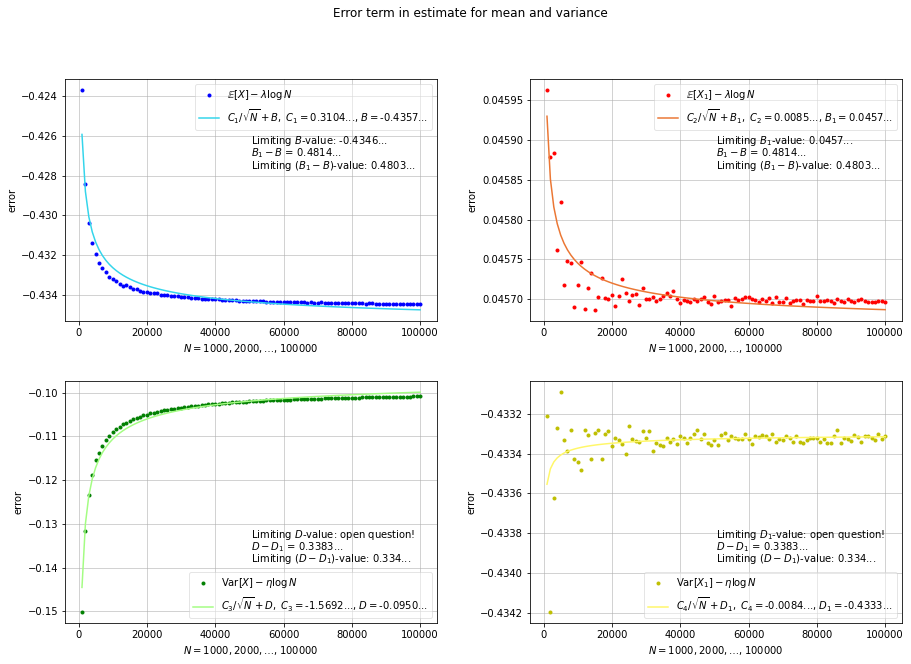 Error term in estimate for mean and variance
−0.424
−0.426
−0.428
−0.430
−0.432
−0.434
error
𝔼[X] − λ log N
C₁/√N + B, C₁ = 0.3104..., B = -0.4357...
Limiting B-value: -0.4346...
B₁ − B = 0.4814...
Limiting (B₁ − B)-value: 0.4803...
0 20000 40000 60000 80000 100000
N = 1000, 2000, ..., 100000
0.04595
0.04590
0.04585
0.04580
0.04575
0.04570
error
𝔼[X₁] − λ log N
C₂/√N + B₁, C₂ = 0.0085..., B₁ = 0.0457...
Limiting B₁-value: 0.0457...
B₁ − B = 0.4814...
Limiting (B₁ − B)-value: 0.4803...
0 20000 40000 60000 80000 100000
N = 1000, 2000, ..., 100000
−0.10
−0.11
−0.12
−0.13
−0.14
−0.15
error
Limiting D-value: open question!
D − D₁ = 0.3383...
Limiting (D − D₁)-value: 0.334...
Var[X] − η log N
C₃/√N + D, C₃ = -1.5692..., D = -0.0950...
0 20000 40000 60000 80000 100000
N = 1000, 2000, ..., 100000
−0.4332
−0.4334
−0.4336
−0.4338
−0.4340
−0.4342
error
Limiting D₁-value: open question!
D − D₁ = 0.3383...
Limiting (D − D₁)-value: 0.334...
Var[X₁] − η log N
C₄/√N + D₁, C₄ = -0.0084..., D₁ = -0.4333...
0 20000 40000 60000 80000 100000
N = 1000, 2000, ..., 100000